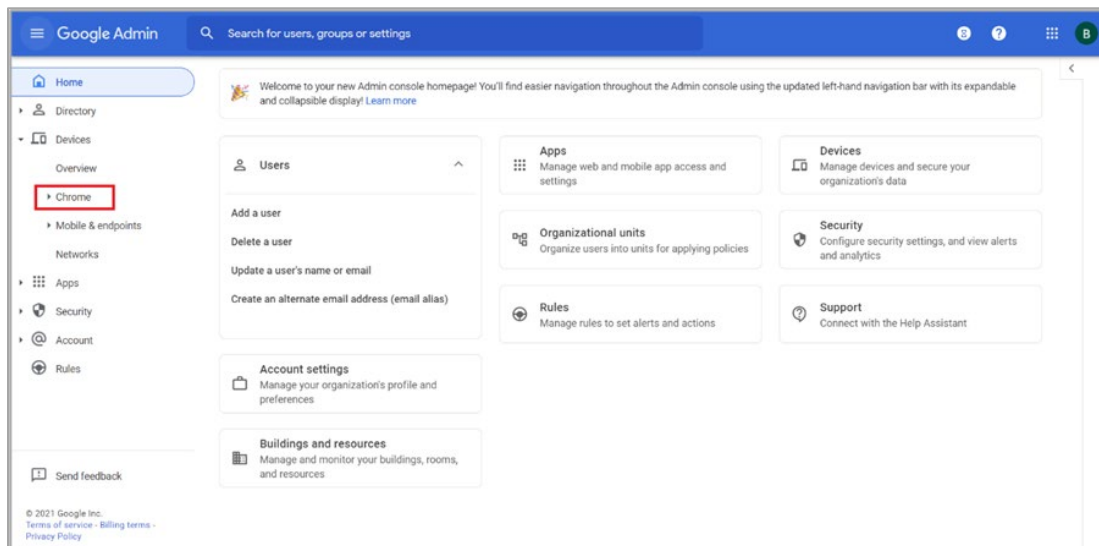 Google Admin
Search for users, groups or settings
B
Home
Directory
Devices
Overview
Chrome
Mobile & endpoints
Networks
Apps
Security
Account
Rules
Send feedback
© 2021 Google Inc.
Terms of service - Billing terms -
Privacy Policy
Welcome to your new Admin console homepage! You'll find easier navigation throughout the Admin console using the updated left-hand navigation bar with its expandable
and collapsible display! Learn more
Users
Add a user
Delete a user
Update a user's name or email
Create an alternate email address (email alias)
Account settings
Manage your organization's profile and
preferences
Buildings and resources
Manage and monitor your buildings, rooms,
and resources
Apps
Manage web and mobile app access and
settings
Organizational units
Organize users into units for applying policies
Rules
Manage rules to set alerts and actions
Devices
Manage devices and secure your
organization's data
Security
Configure security settings, and view alerts
and analytics
Support
Connect with the Help Assistant